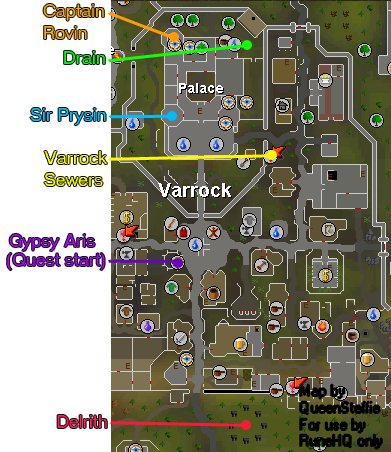 Captain
Rovin
Drain
Palace
Sir Prysin
Varrock
Sewers
Varrock
Gypsy Aris
(Quest start)
Delrith
Map by
QueenSteffie
For use by
RuneHQ only